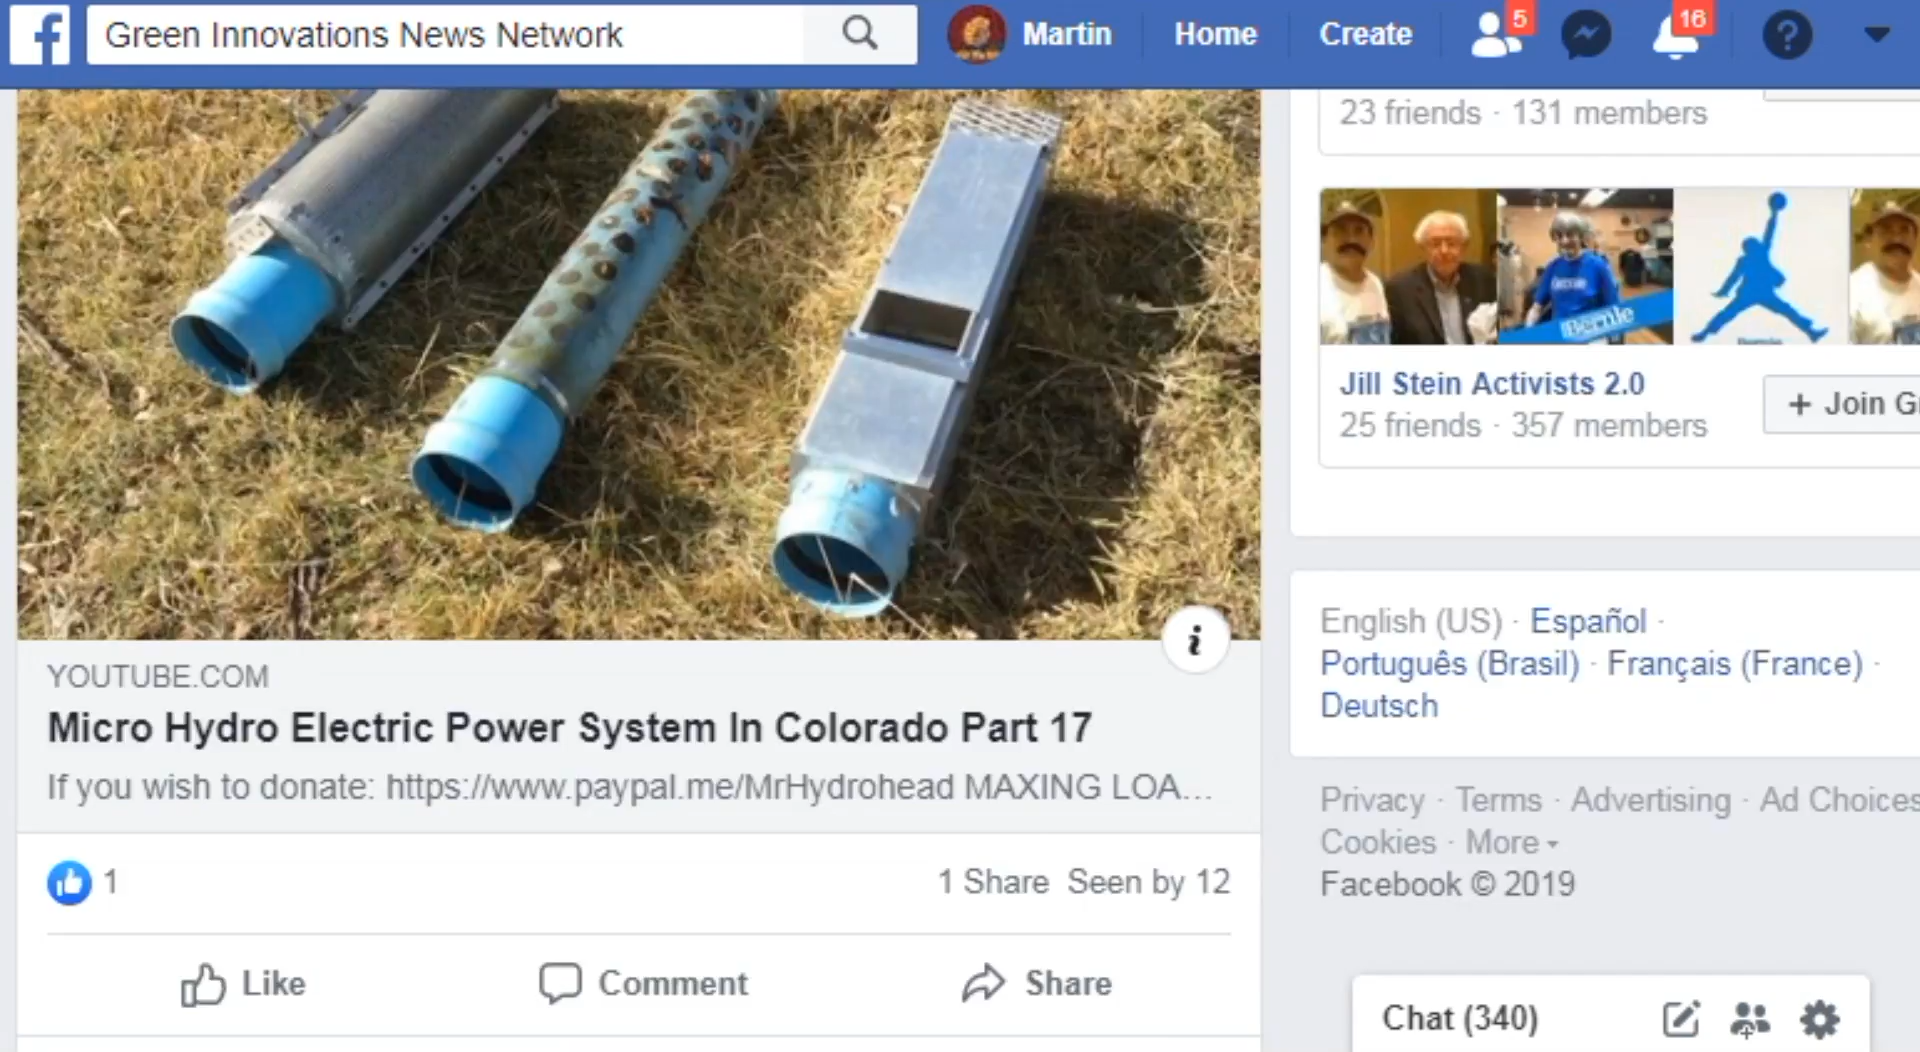 Green Innovations News Network
Martin
Home
Create
5
16
23 friends · 131 members
Bernie
Jill Stein Activists 2.0
25 friends · 357 members
+ Join G
English (US) · Español ·
Português (Brasil) · Français (France) ·
Deutsch
YOUTUBE.COM
Micro Hydro Electric Power System In Colorado Part 17
If you wish to donate: https://www.paypal.me/MrHydrohead MAXING LOA...
Privacy · Terms · Advertising · Ad Choices
Cookies · More
Facebook © 2019
1
1 Share Seen by 12
Like
Comment
Share
Chat (340)